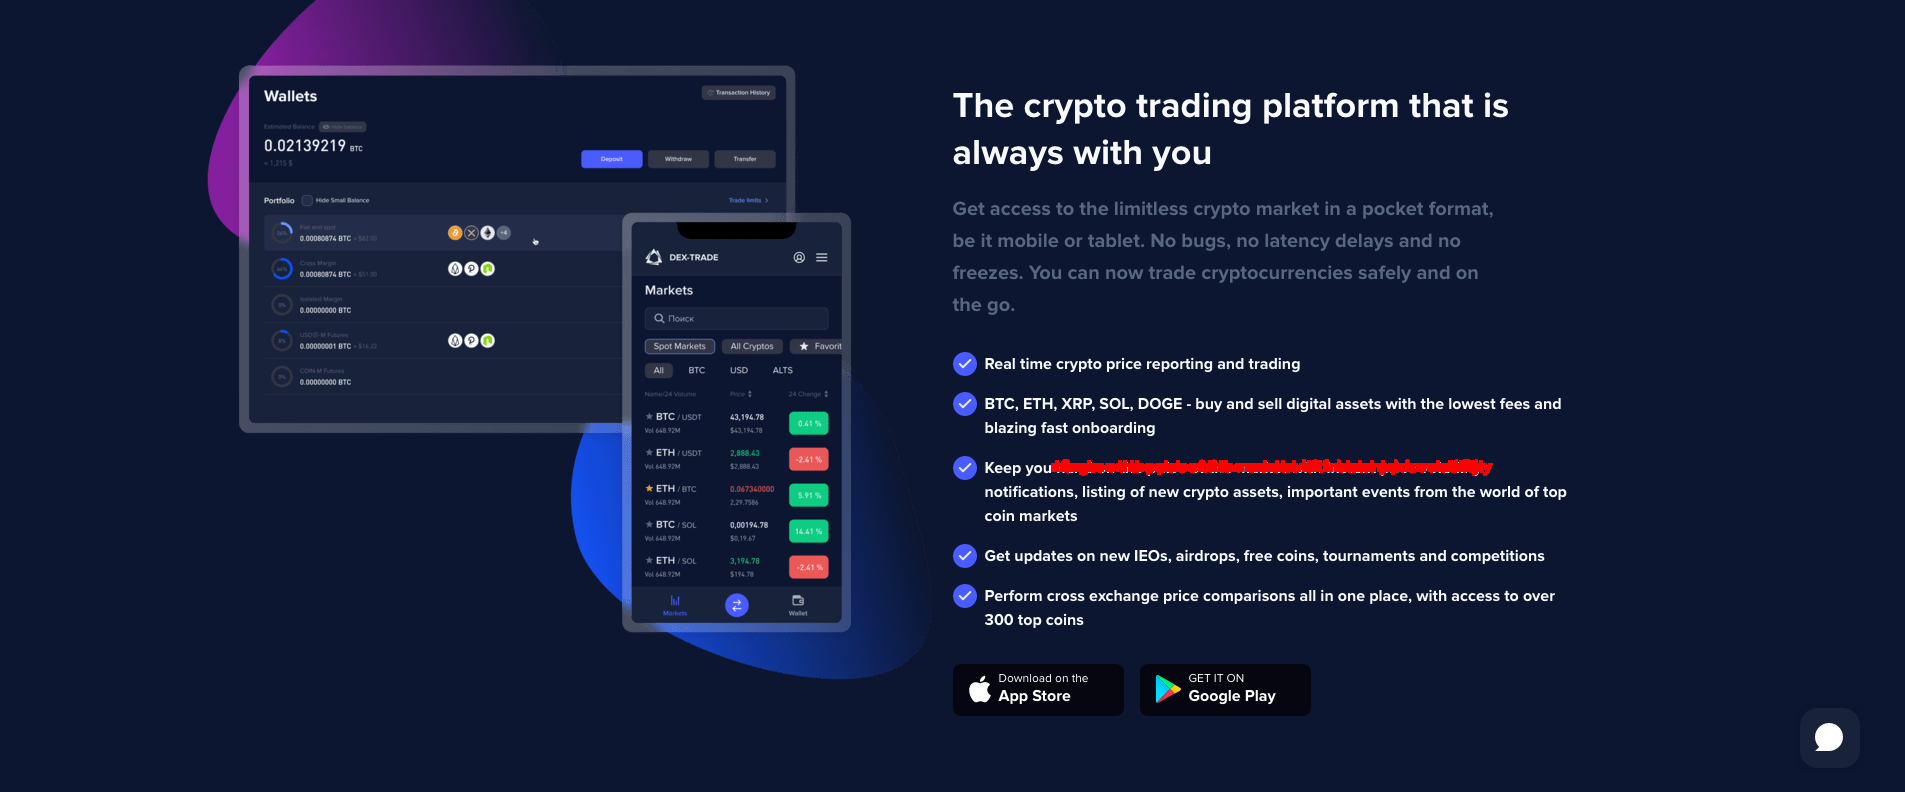 Wallets
Transaction History
Estimated Balance
Hide balance
0.02139219 BTC
≈ 1,215 $
Deposit
Withdraw
Transfer
Portfolio
Hide Small Balance
Trade limits >
Fiat and spot
0.00080874 BTC
+4
Cross Margin
0.00080874 BTC ≈ $51.00
Isolated Margin
0.00000000 BTC
0.00000001 BTC ≈ $16.22
COIN-M Futures
0.00000000 BTC
DEX-TRADE
Markets
Поиск
Spot Markets
All Cryptos
Favorit
All
BTC
USD
ALTS
Name/24 Volume
Price
24 Change
BTC / USDT 43,194.78 0.41 %
Vol 648.92M $43,194.78
ETH / USDT 2,888.43 -2.41 %
Vol 648.92M $2,888.43
ETH / BTC 0.067340000 5.91 %
Vol 648.92M 2,29.7586
BTC / SOL 0,00194.78 14.41 %
Vol 648.92M $0,19.67
ETH / SOL 3,194.78 -2.41 %
Vol 648.92M $194.78
Markets
Wallet
The crypto trading platform that is
always with you
Get access to the limitless crypto market in a pocket format,
be it mobile or tablet. No bugs, no latency delays and no
freezes. You can now trade cryptocurrencies safely and on
the go.
Real time crypto price reporting and trading
BTC, ETH, XRP, SOL, DOGE - buy and sell digital assets with the lowest fees and
blazing fast onboarding
Keep
notifications, listing of new crypto assets, important events from the world of top
coin markets
Get updates on new IEOs, airdrops, free coins, tournaments and competitions
Perform cross exchange price comparisons all in one place, with access to over
300 top coins
Download on the
App Store
GET IT ON
Google Play